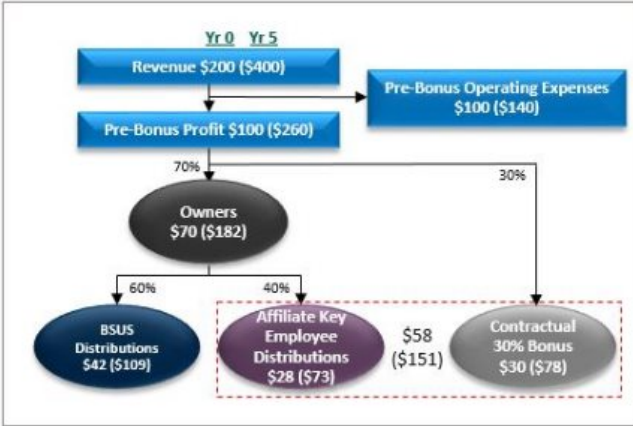 Yr 0 Yr 5
Revenue $200 ($400)
Pre-Bonus Operating Expenses
$100 ($140)
Pre-Bonus Profit $100 ($260)
70%
30%
Owners
$70 ($182)
60%
40%
BSUS
Distributions
$42 ($109)
Affiliate Key
Employee
Distributions
$28 ($73)
$58
($151)
Contractual
30% Bonus
$30 ($78)